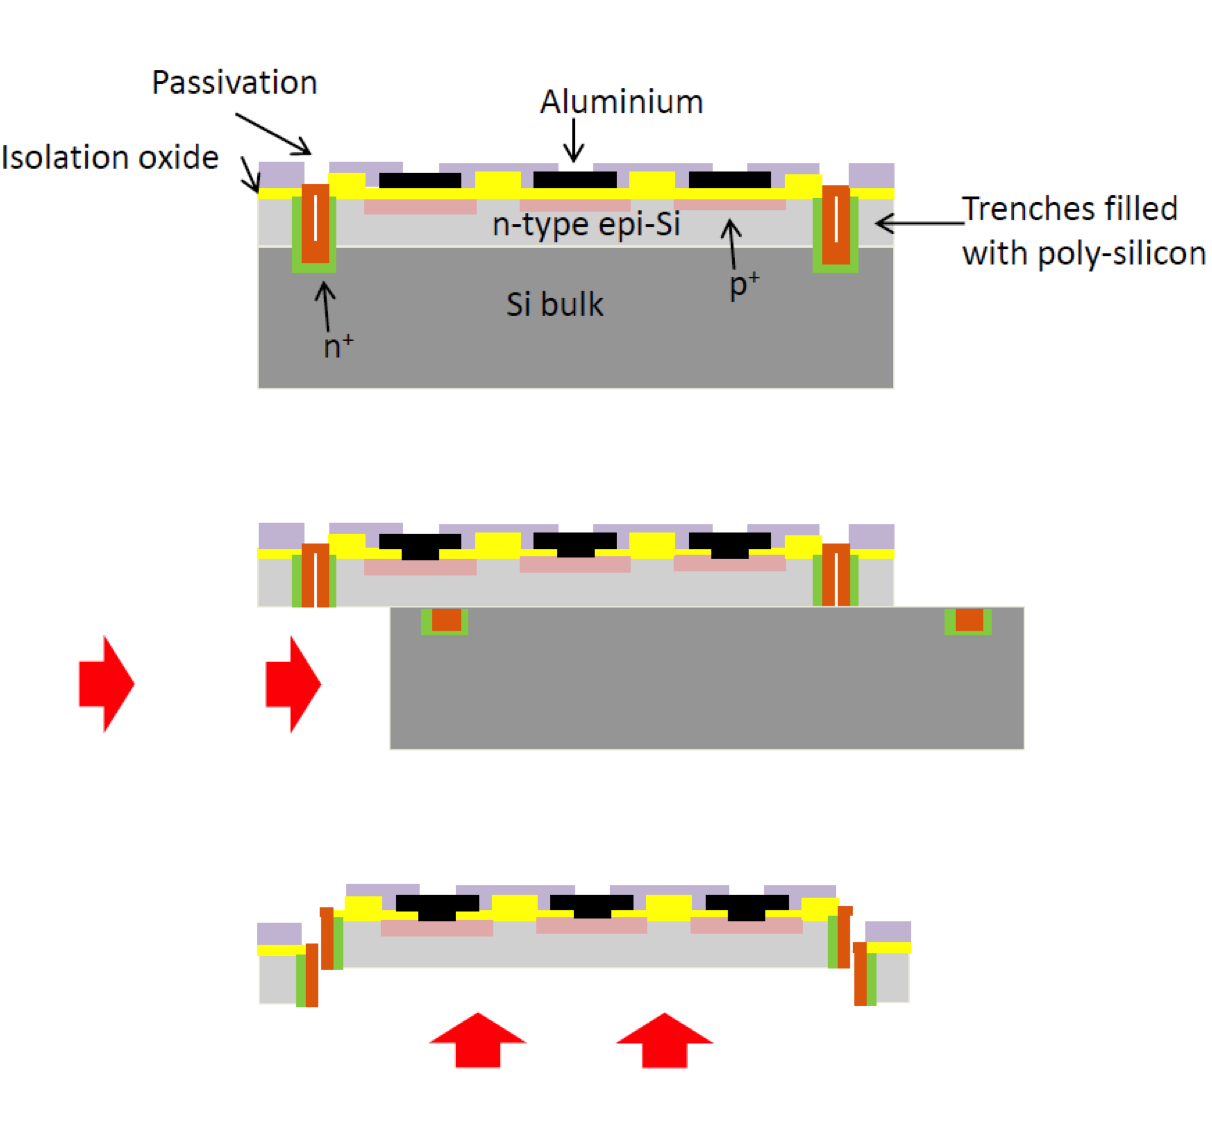 Passivation
Aluminium
Isolation oxide
n-type epi-Si
Trenches filled
with poly-silicon
p⁺
Si bulk
n⁺